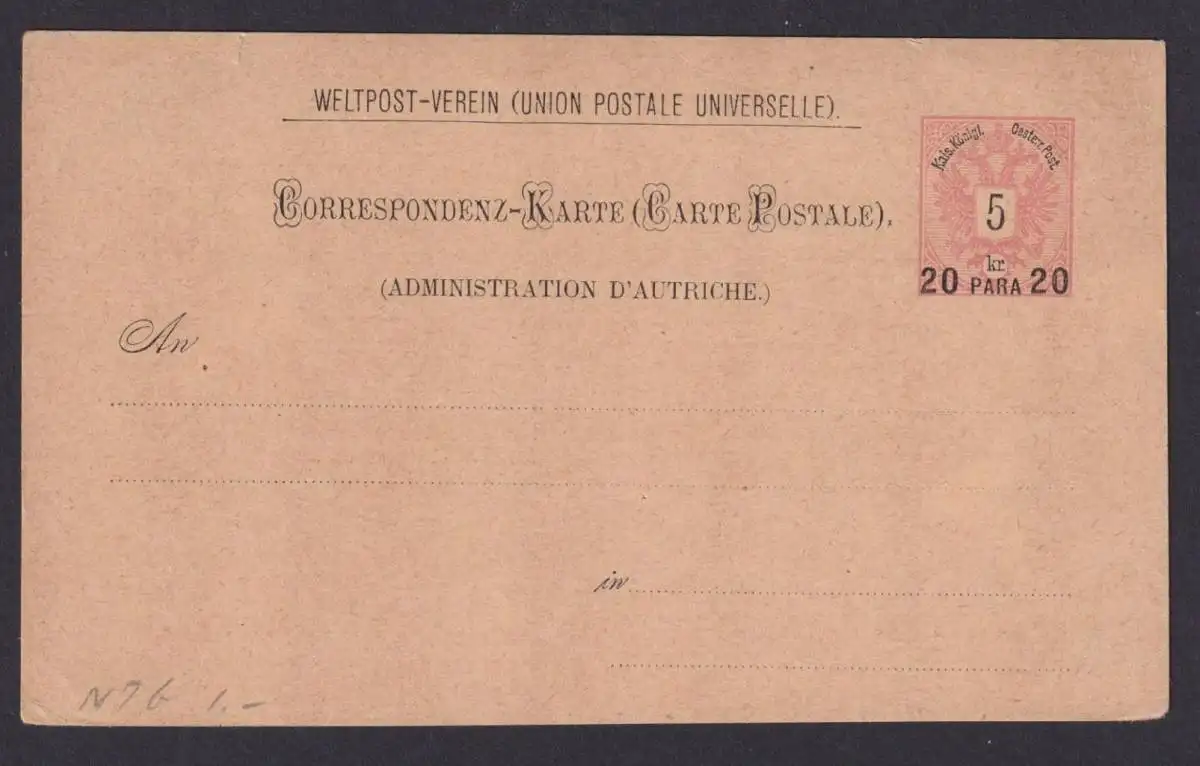 WELTPOST-VEREIN (UNION POSTALE UNIVERSELLE).
Kais. Königl. Oesterr. Post
CORRESPONDENZ-KARTE (CARTE POSTALE).
5
kr.
20 PARA 20
(ADMINISTRATION D'AUTRICHE.)
An
in
1.-